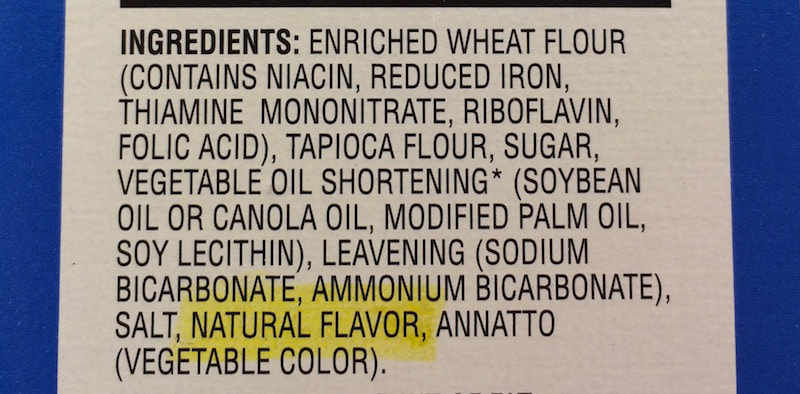 INGREDIENTS: ENRICHED WHEAT FLOUR
(CONTAINS NIACIN, REDUCED IRON,
THIAMINE MONONITRATE, RIBOFLAVIN,
FOLIC ACID), TAPIOCA FLOUR, SUGAR,
VEGETABLE OIL SHORTENING* (SOYBEAN
OIL OR CANOLA OIL, MODIFIED PALM OIL,
SOY LECITHIN), LEAVENING (SODIUM
BICARBONATE, AMMONIUM BICARBONATE),
SALT, NATURAL FLAVOR, ANNATTO
(VEGETABLE COLOR).